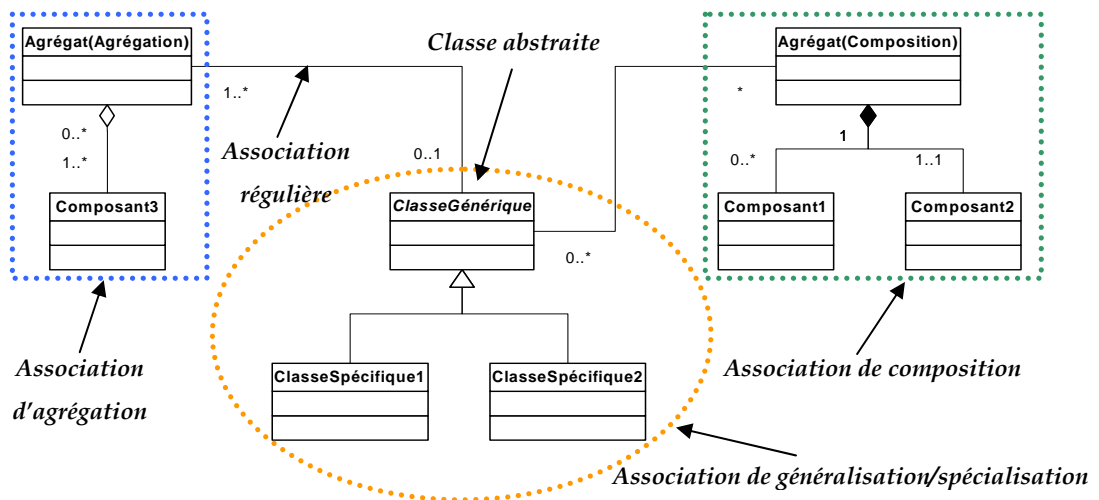 Agrégat(Agrégation)
Classe abstraite
Agrégat(Composition)
1..*
*
0..*
1..*
Association
régulière
0..1
1
0..*
1..1
Composant3
ClasseGénérique
Composant1
Composant2
0..*
Association
d'agrégation
ClasseSpécifique1
ClasseSpécifique2
Association de composition
Association de généralisation/spécialisation